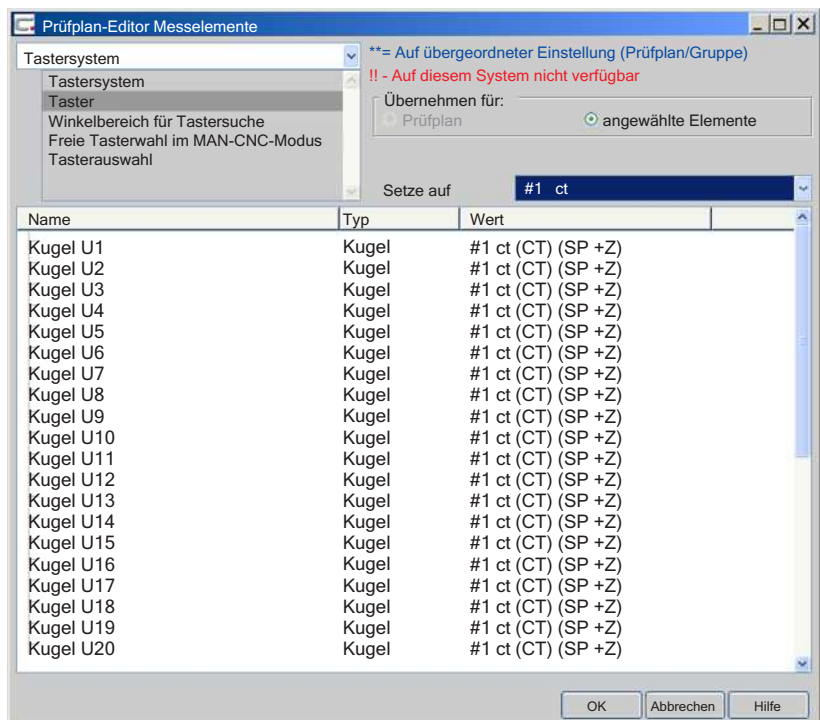 Prüfplan-Editor Messelemente
Tastersystem
**= Auf übergeordneter Einstellung (Prüfplan/Gruppe)
!! - Auf diesem System nicht verfügbar
Tastersystem
Taster
Winkelbereich für Tastersuche
Freie Tasterwahl im MAN-CNC-Modus
Tasterauswahl
Übernehmen für:
Prüfplan
angewählte Elemente
Setze auf #1 ct
Name Typ Wert
Kugel U1 Kugel #1 ct (CT) (SP +Z)
Kugel U2 Kugel #1 ct (CT) (SP +Z)
Kugel U3 Kugel #1 ct (CT) (SP +Z)
Kugel U4 Kugel #1 ct (CT) (SP +Z)
Kugel U5 Kugel #1 ct (CT) (SP +Z)
Kugel U6 Kugel #1 ct (CT) (SP +Z)
Kugel U7 Kugel #1 ct (CT) (SP +Z)
Kugel U8 Kugel #1 ct (CT) (SP +Z)
Kugel U9 Kugel #1 ct (CT) (SP +Z)
Kugel U10 Kugel #1 ct (CT) (SP +Z)
Kugel U11 Kugel #1 ct (CT) (SP +Z)
Kugel U12 Kugel #1 ct (CT) (SP +Z)
Kugel U13 Kugel #1 ct (CT) (SP +Z)
Kugel U14 Kugel #1 ct (CT) (SP +Z)
Kugel U15 Kugel #1 ct (CT) (SP +Z)
Kugel U16 Kugel #1 ct (CT) (SP +Z)
Kugel U17 Kugel #1 ct (CT) (SP +Z)
Kugel U18 Kugel #1 ct (CT) (SP +Z)
Kugel U19 Kugel #1 ct (CT) (SP +Z)
Kugel U20 Kugel #1 ct (CT) (SP +Z)
OK Abbrechen Hilfe